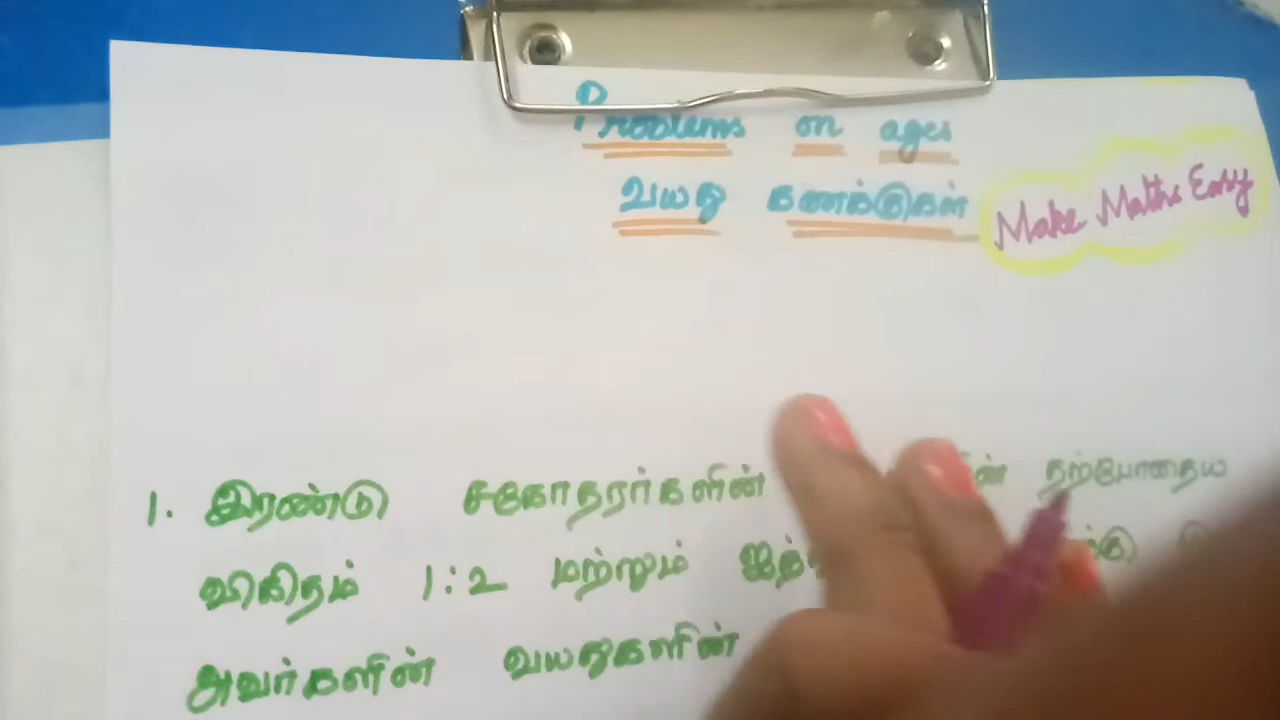 Problems on ages
வயது கணக்குகள்
Make Maths Easy
1. இரண்டு சகோதரர்களின் தற்போதைய
விகிதம் 1:2 மற்றும்
அவர்களின் வயதுகளின்